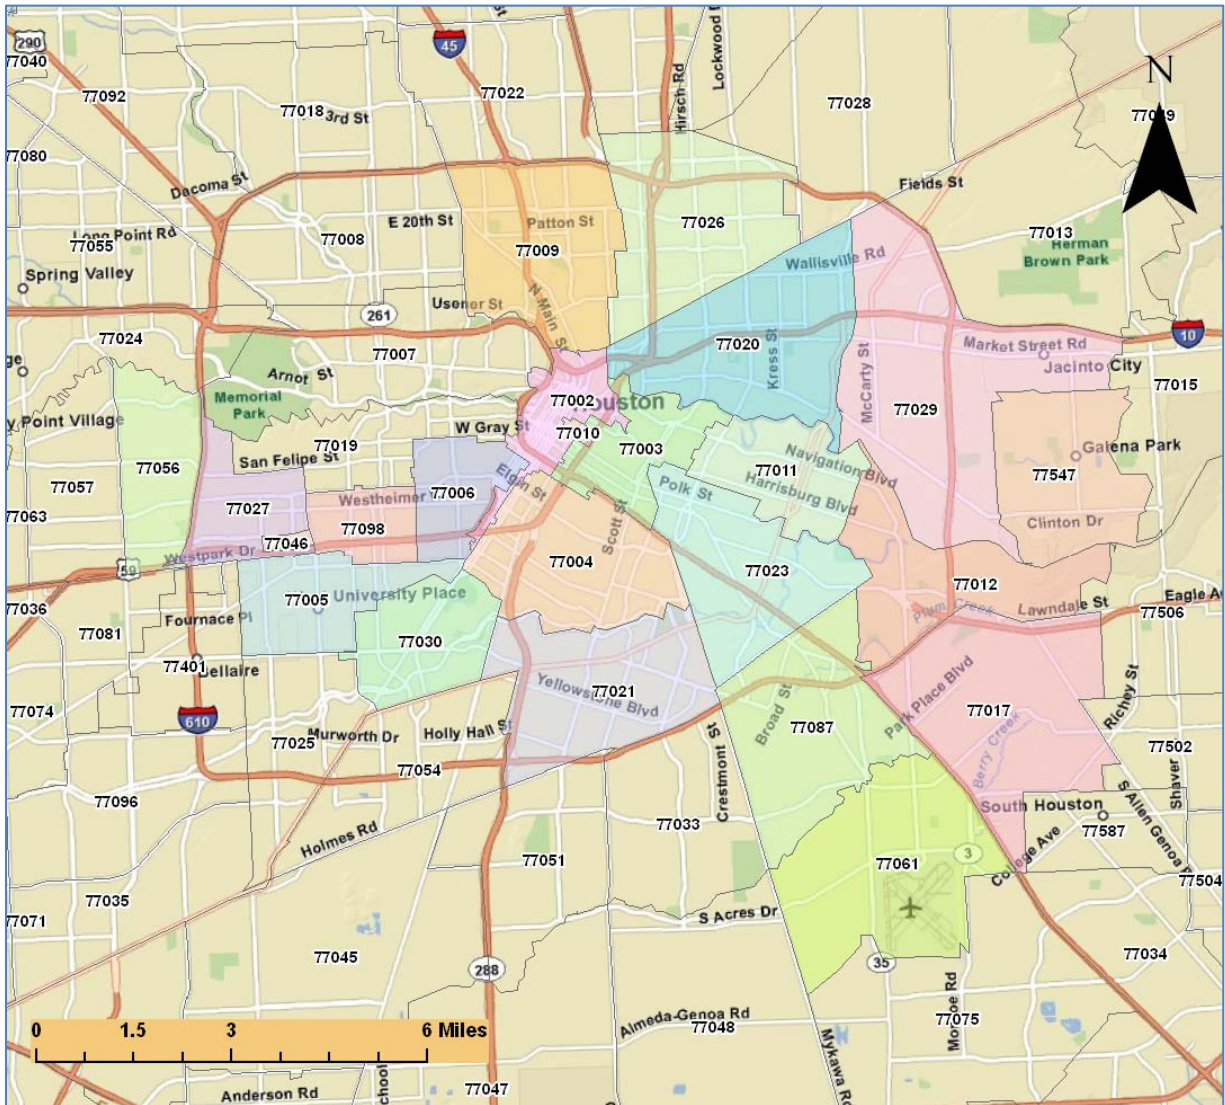 St
45
290
77040
Hirsch Rd
Lockwood
77092
77022
77018
3rd St
77028
N
77049
77080
Dacoma St
Fields St
E 20th St
Patton St
77026
Long Point Rd
77055
77008
77009
77013
Herman
Brown Park
Wallisville Rd
Spring Valley
Usener St
N Main St
261
10
77024
77007
77020
Kress St
McCarty St
Market Street Rd
Jacinto City
Arnot St
77015
Memorial
Park
77002
Houston
77029
y Point Village
W Gray St
77010
77019
77003
Galena Park
San Felipe St
77056
77011
Navigation Blvd
77547
77057
Elgin St
Polk St
Harrisburg Blvd
Westheimer
77006
77027
77063
77098
Scott St
Clinton Dr
77046
Westpark Dr
59
77004
77023
77012
77005
University Place
Plum Creek
Lawndale St
Eagle A
77036
77506
Fournace Pl
77081
77030
77401
Bellaire
Yellowstone Blvd
77021
Park Place Blvd
Richey St
77074
610
Broad St
77017
77087
Murworth Dr
Holly Hall St
77025
Crestmont St
Berry Creek
77502
77054
Shaver
77096
South Houston
S Allen Genoa
77033
77587
Holmes Rd
College Ave
77051
3
77061
77504
77035
S Acres Dr
77071
77045
77034
35
288
Monroe Rd
0 1.5 3 6 Miles
Almeda-Genoa Rd
77048
77075
Mykawa Rd
77047
Anderson Rd